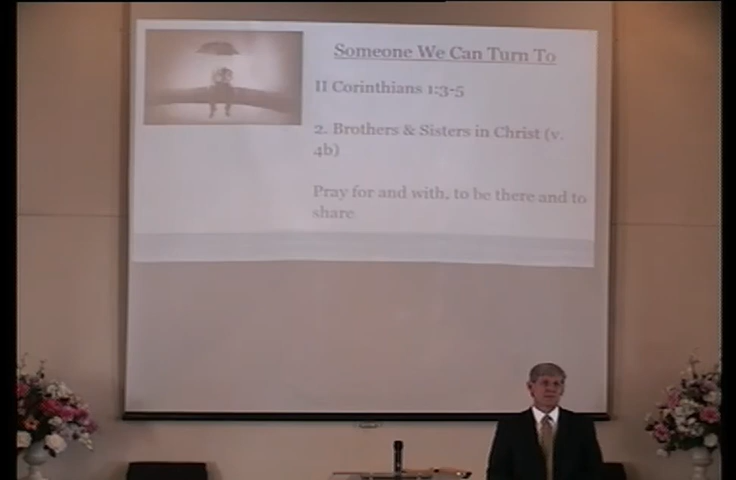 Someone We Can Turn To
II Corinthians 1:3-5
2. Brothers & Sisters in Christ (v.
4b)
Pray for and with, to be there and to
share